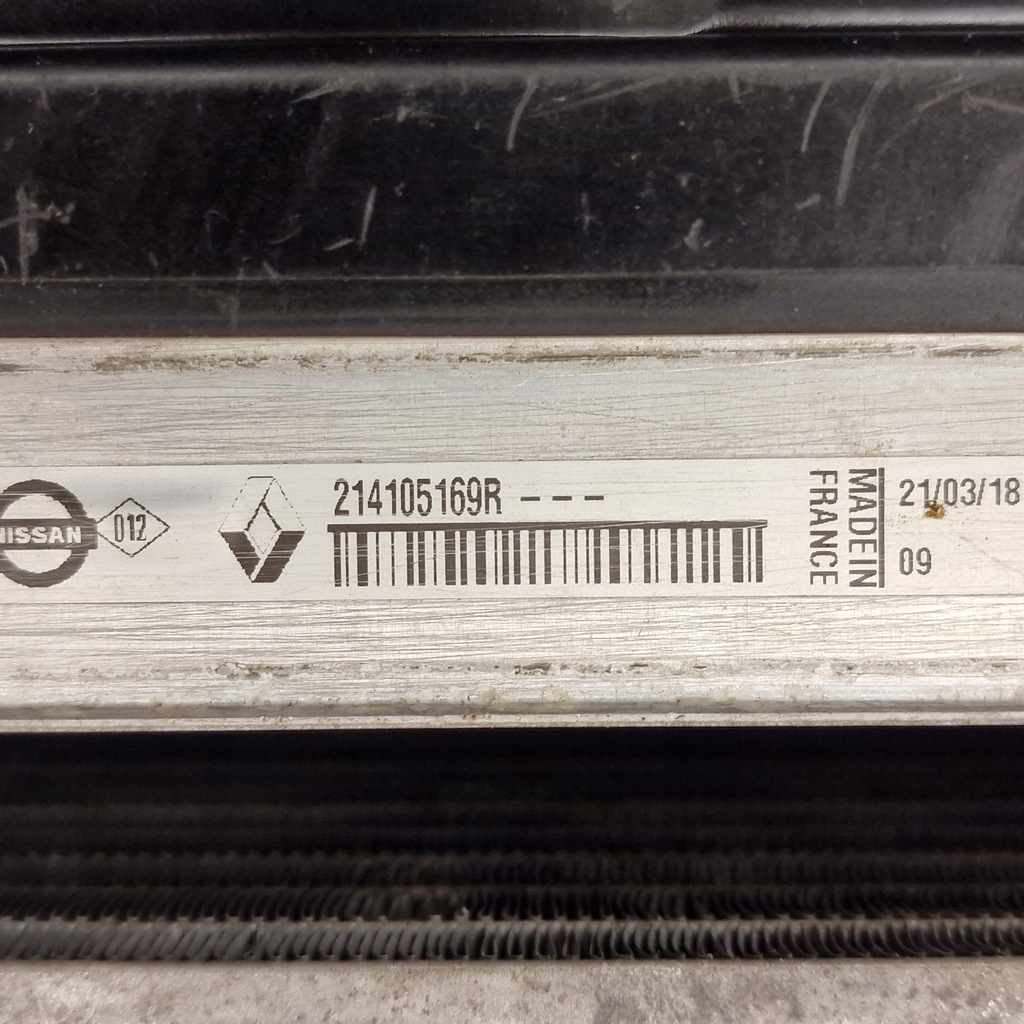 NISSAN
012
214105169R ---
MADE IN
FRANCE
21/03/18
09